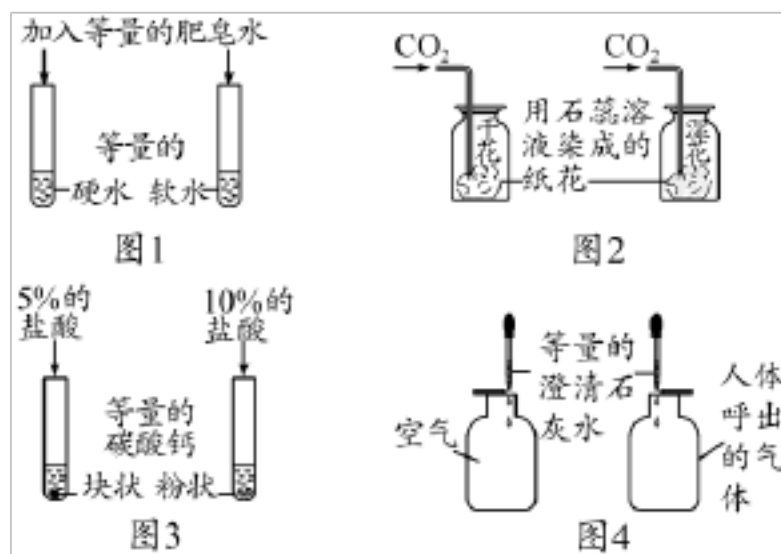 加入等量的肥皂水
等量的
硬水 软水
图1
CO₂ CO₂
用石蕊溶
液染成的
纸花
干花
湿花
图2
5%的
盐酸
10%的
盐酸
等量的
碳酸钙
块状 粉状
图3
等量的
澄清石
灰水
空气
人体
呼出
的气
体
图4